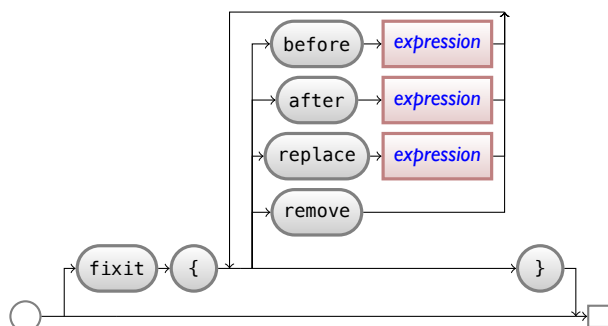 before expression
after expression
replace expression
remove
fixit { }